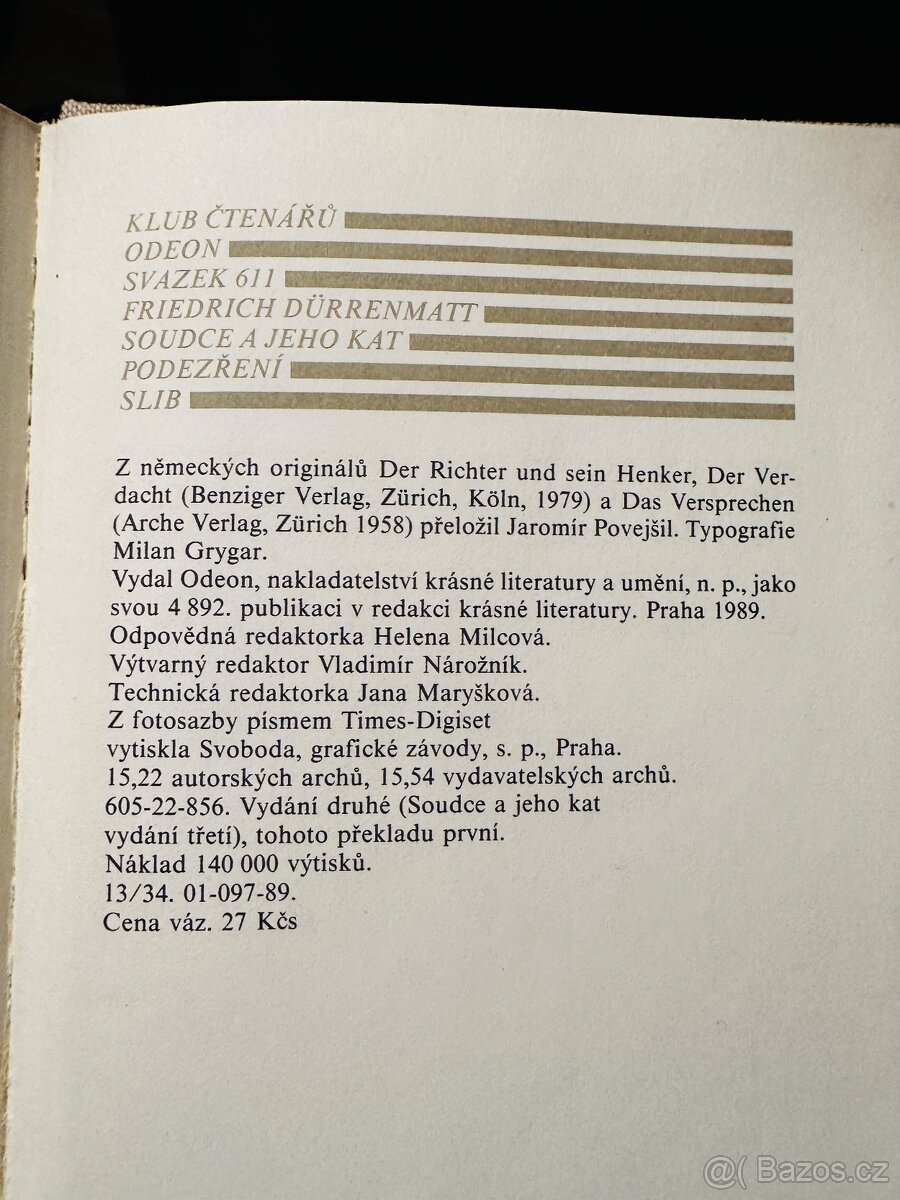 KLUB ČTENÁŘŮ
ODEON
SVAZEK 611
FRIEDRICH DÜRRENMATT
SOUDCE A JEHO KAT
PODEZŘENÍ
SLIB
Z německých originálů Der Richter und sein Henker, Der Ver-
dacht (Benziger Verlag, Zürich, Köln, 1979) a Das Versprechen
(Arche Verlag, Zürich 1958) přeložil Jaromír Povejšil. Typografie
Milan Grygar.
Vydal Odeon, nakladatelství krásné literatury a umění, n. p., jako
svou 4 892. publikaci v redakci krásné literatury. Praha 1989.
Odpovědná redaktorka Helena Milcová.
Výtvarný redaktor Vladimír Nárožník.
Technická redaktorka Jana Maryšková.
Z fotosazby písmem Times-Digiset
vytiskla Svoboda, grafické závody, s. p., Praha.
15,22 autorských archů, 15,54 vydavatelských archů.
605-22-856. Vydání druhé (Soudce a jeho kat
vydání třetí), tohoto překladu první.
Náklad 140 000 výtisků.
13/34. 01-097-89.
Cena váz. 27 Kčs
@( Bazos.cz